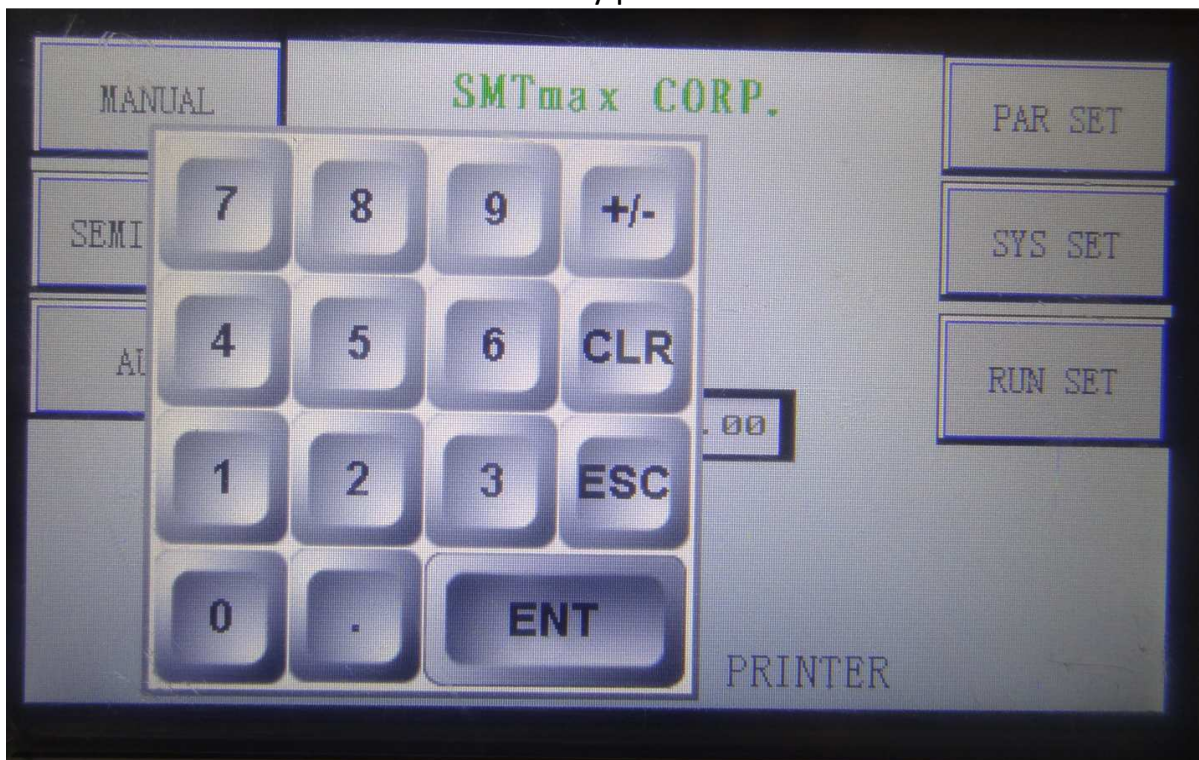 SMTmax CORP.
MANUAL
PAR SET
7 8 9 +/-
SEMI
SYS SET
4 5 6 CLR
RUN SET
.00
1 2 3 ESC
0 . ENT
PRINTER